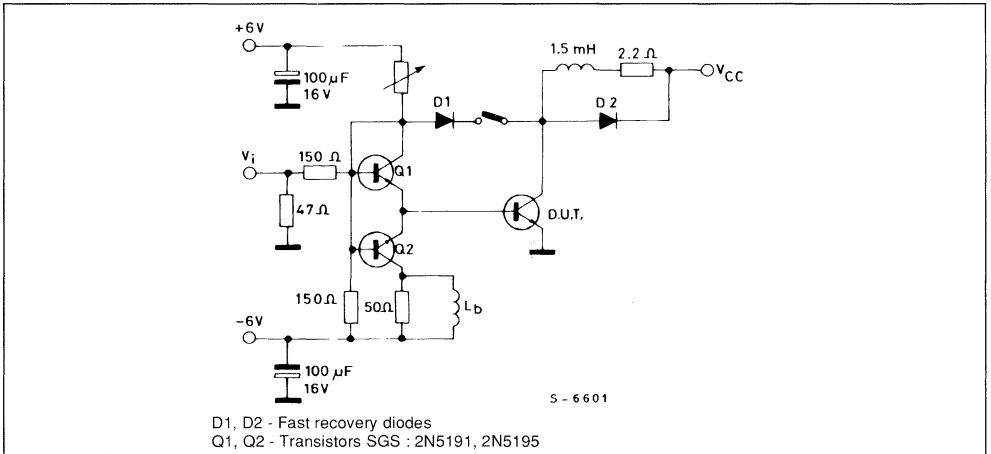 +6V
100µF
16V
1.5 mH
2.2 Ω
VCC
D1
D2
Vi
150 Ω
Q1
47Ω
D.U.T.
Q2
150Ω
50Ω
Lb
-6V
100 µF
16V
S - 6601
D1, D2 - Fast recovery diodes
Q1, Q2 - Transistors SGS : 2N5191, 2N5195